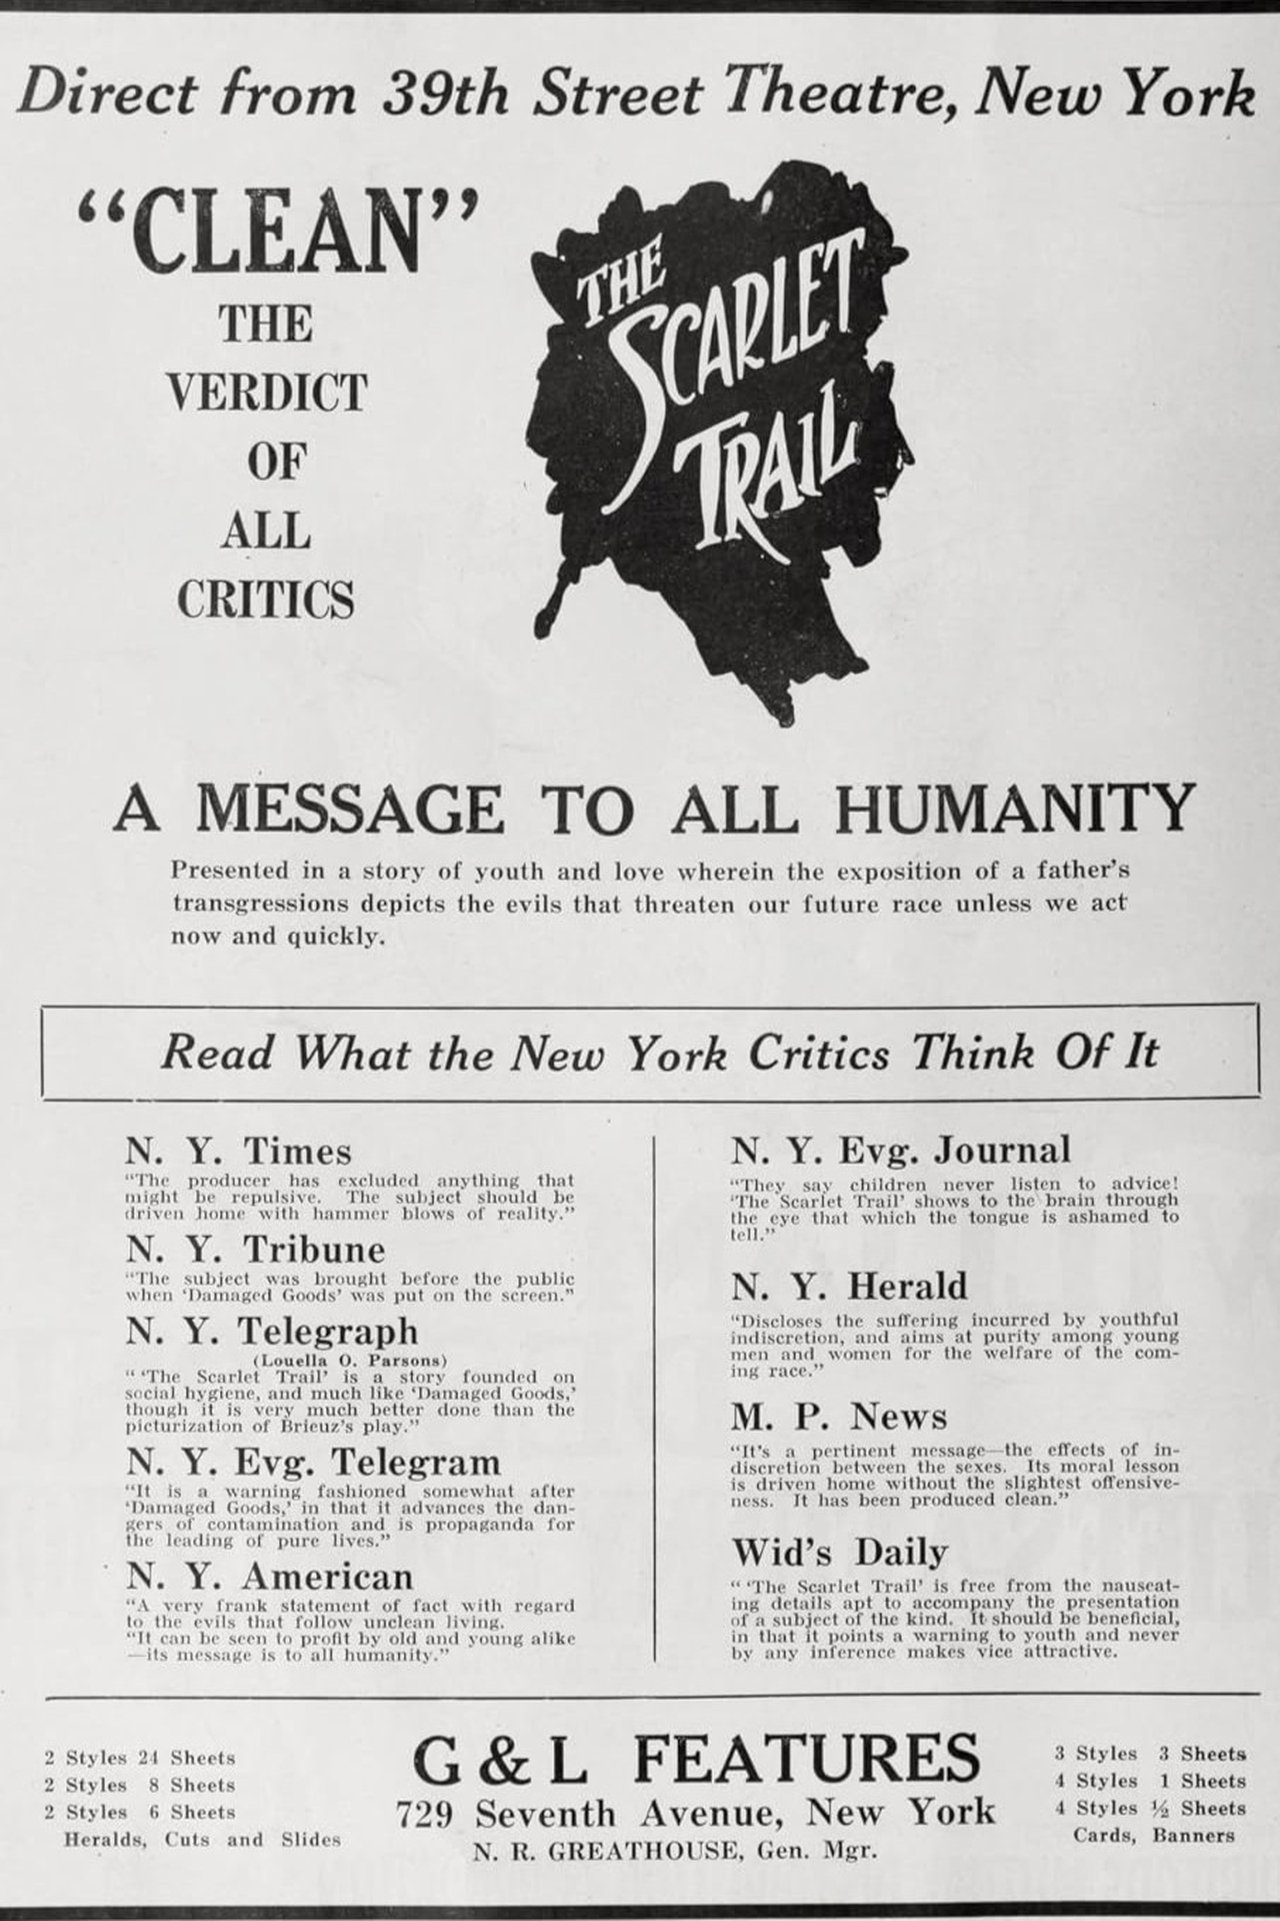 Direct from 39th Street Theatre, New York
“CLEAN”
THE
VERDICT
OF
ALL
CRITICS
THE
SCARLET
TRAIL
A MESSAGE TO ALL HUMANITY
Presented in a story of youth and love wherein the exposition of a father’s
transgressions depicts the evils that threaten our future race unless we act
now and quickly.
Read What the New York Critics Think Of It
N. Y. Times
“The producer has excluded anything that
might be repulsive. The subject should be
driven home with hammer blows of reality.”
N. Y. Tribune
“The subject was brought before the public
when ‘Damaged Goods’ was put on the screen.”
N. Y. Telegraph
(Louella O. Parsons)
“ ‘The Scarlet Trail’ is a story founded on
social hygiene, and much like ‘Damaged Goods,’
though it is very much better done than the
picturization of Brieuz’s play.”
N. Y. Evg. Telegram
“It is a warning fashioned somewhat after
‘Damaged Goods,’ in that it advances the dan-
gers of contamination and is propaganda for
the leading of pure lives.”
N. Y. American
“A very frank statement of fact with regard
to the evils that follow unclean living.
“It can be seen to profit by old and young alike
—its message is to all humanity.”
N. Y. Evg. Journal
“They say children never listen to advice!
‘The Scarlet Trail’ shows to the brain through
the eye that which the tongue is ashamed to
tell.”
N. Y. Herald
“Discloses the suffering incurred by youthful
indiscretion, and aims at purity among young
men and women for the welfare of the com-
ing race.”
M. P. News
“It’s a pertinent message—the effects of in-
discretion between the sexes. Its moral lesson
is driven home without the slightest offensive-
ness. It has been produced clean.”
Wid’s Daily
“ ‘The Scarlet Trail’ is free from the nauseat-
ing details apt to accompany the presentation
of a subject of the kind. It should be beneficial,
in that it points a warning to youth and never
by any inference makes vice attractive.
2 Styles 24 Sheets
2 Styles 8 Sheets
2 Styles 6 Sheets
Heralds, Cuts and Slides
G & L FEATURES
729 Seventh Avenue, New York
N. R. GREATHOUSE, Gen. Mgr.
3 Styles 3 Sheets
4 Styles 1 Sheets
4 Styles ½ Sheets
Cards, Banners